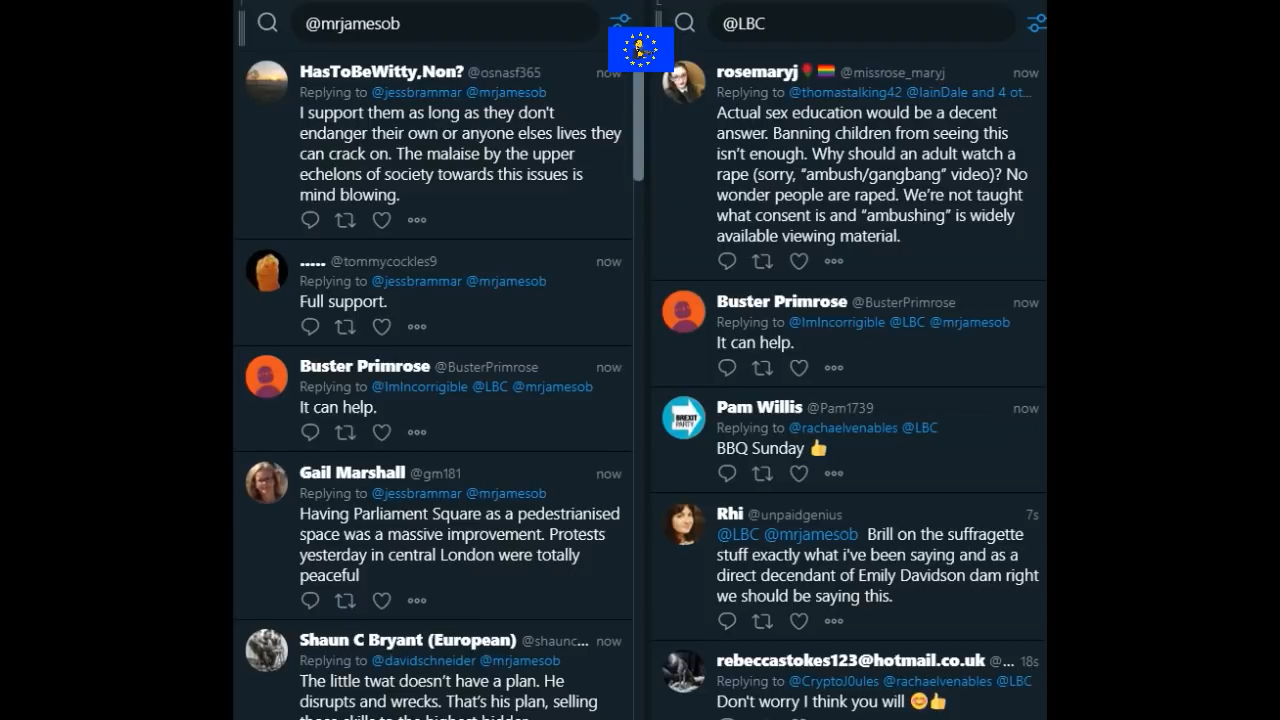 @mrjamesob
HasToBeWitty,Non? @osnasf365 now
Replying to @jessbrammar @mrjamesob
I support them as long as they don't
endanger their own or anyone elses lives they
can crack on. The malaise by the upper
echelons of society towards this issues is
mind blowing.
..... @tommycockles9 now
Replying to @jessbrammar @mrjamesob
Full support.
Buster Primrose @BusterPrimrose now
Replying to @ImIncorrigible @LBC @mrjamesob
It can help.
Gail Marshall @gm181 now
Replying to @jessbrammar @mrjamesob
Having Parliament Square as a pedestrianised
space was a massive improvement. Protests
yesterday in central London were totally
peaceful
Shaun C Bryant (European) @shaunc... now
Replying to @davidschneider @mrjamesob
The little twat doesn't have a plan. He
disrupts and wrecks. That's his plan, selling
those skills to the highest bidder
@LBC
rosemaryj🌹🏳️‍🌈 @missrose_maryj now
Replying to @thomastalking42 @IainDale and 4 ot...
Actual sex education would be a decent
answer. Banning children from seeing this
isn't enough. Why should an adult watch a
rape (sorry, "ambush/gangbang" video)? No
wonder people are raped. We're not taught
what consent is and "ambushing" is widely
available viewing material.
Buster Primrose @BusterPrimrose now
Replying to @ImIncorrigible @LBC @mrjamesob
It can help.
Pam Willis @Pam1739 now
BREXIT
PARTY
Replying to @rachaelvenables @LBC
BBQ Sunday 👍
Rhi @unpaidgenius 7s
@LBC @mrjamesob Brill on the suffragette
stuff exactly what i've been saying and as a
direct decendant of Emily Davidson dam right
we should be saying this.
rebeccastokes123@hotmail.co.uk @... 18s
Replying to @CryptoJ0ules @rachaelvenables @LBC
Don't worry I think you will 😊👍